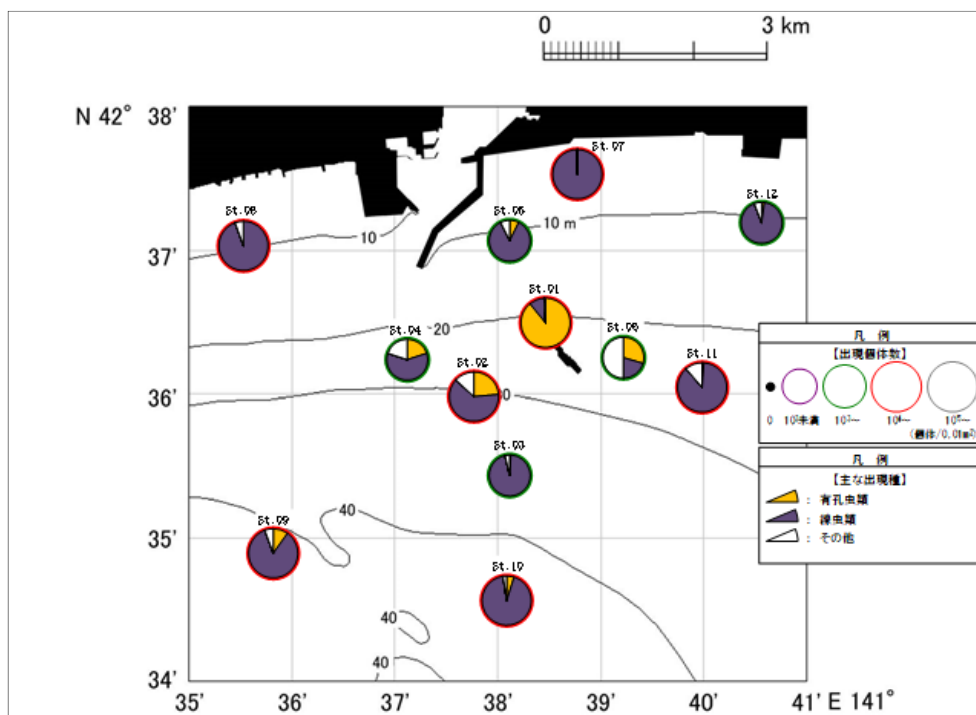 0 3 km
N 42° 38'
37'
36'
35'
34'
35' 36' 37' 38' 39' 40' 41' E 141°
St.07
St.12
St.08
St.05
10
10 m
St.01
20
St.04
St.06
St.02
St.11
0
St.03
40
St.09
St.10
40
40
凡 例
【出現個体数】
0 10²未満 10²~ 10⁴~ 10⁵~
(個体/0.01m²)
凡 例
【主な出現種】
: 有孔虫類
: 線虫類
: その他